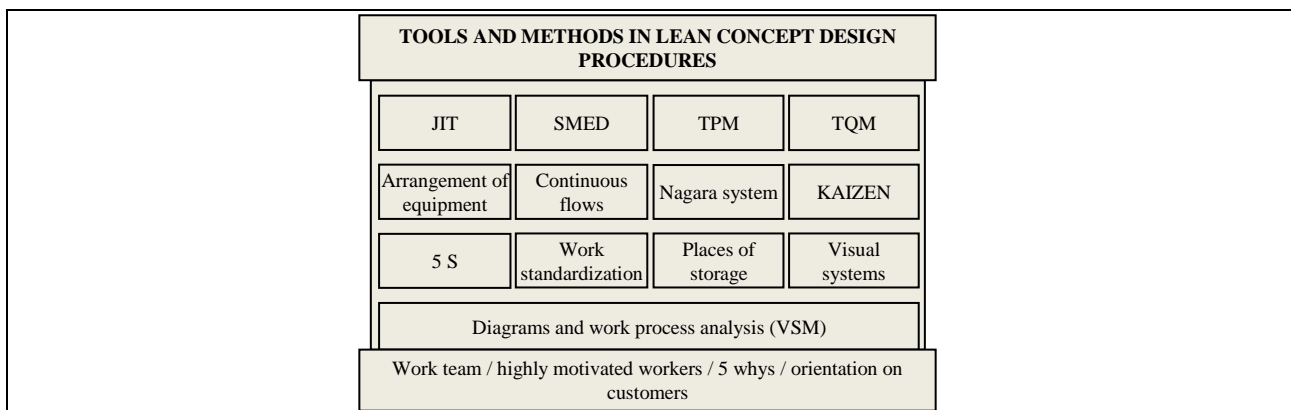 TOOLS AND METHODS IN LEAN CONCEPT DESIGN
PROCEDURES
JIT
SMED
TPM
TQM
Arrangement of
equipment
Continuous
flows
Nagara system
KAIZEN
5 S
Work
standardization
Places of
storage
Visual
systems
Diagrams and work process analysis (VSM)
Work team / highly motivated workers / 5 whys / orientation on
customers